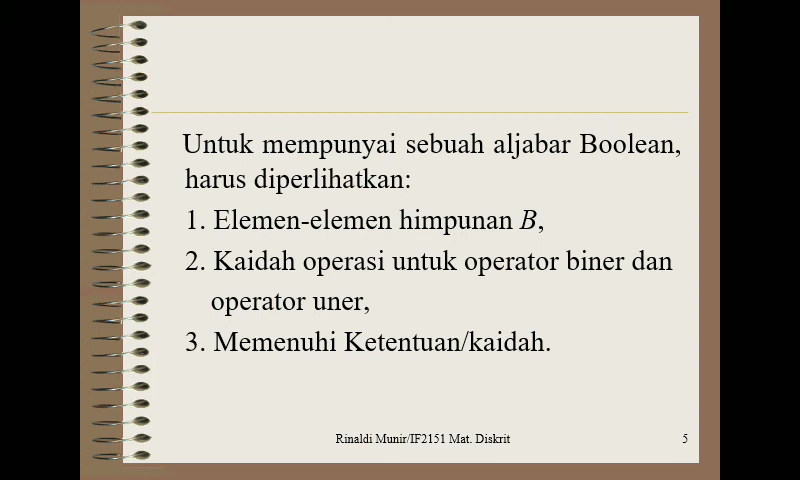 Untuk mempunyai sebuah aljabar Boolean,
harus diperlihatkan:
1. Elemen-elemen himpunan B,
2. Kaidah operasi untuk operator biner dan
operator uner,
3. Memenuhi Ketentuan/kaidah.
Rinaldi Munir/IF2151 Mat. Diskrit
5